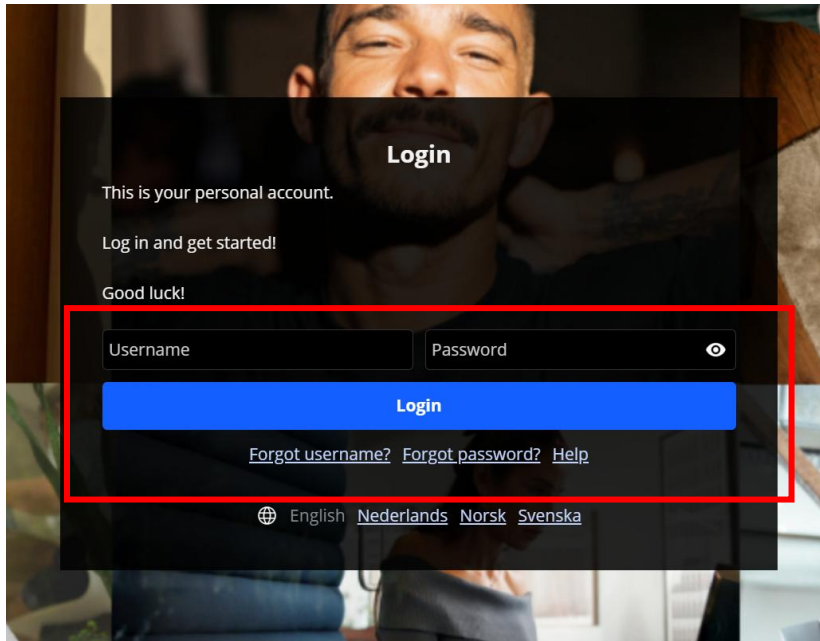 Login
This is your personal account.
Log in and get started!
Good luck!
Username Password
Login
Forgot username? Forgot password? Help
English Nederlands Norsk Svenska